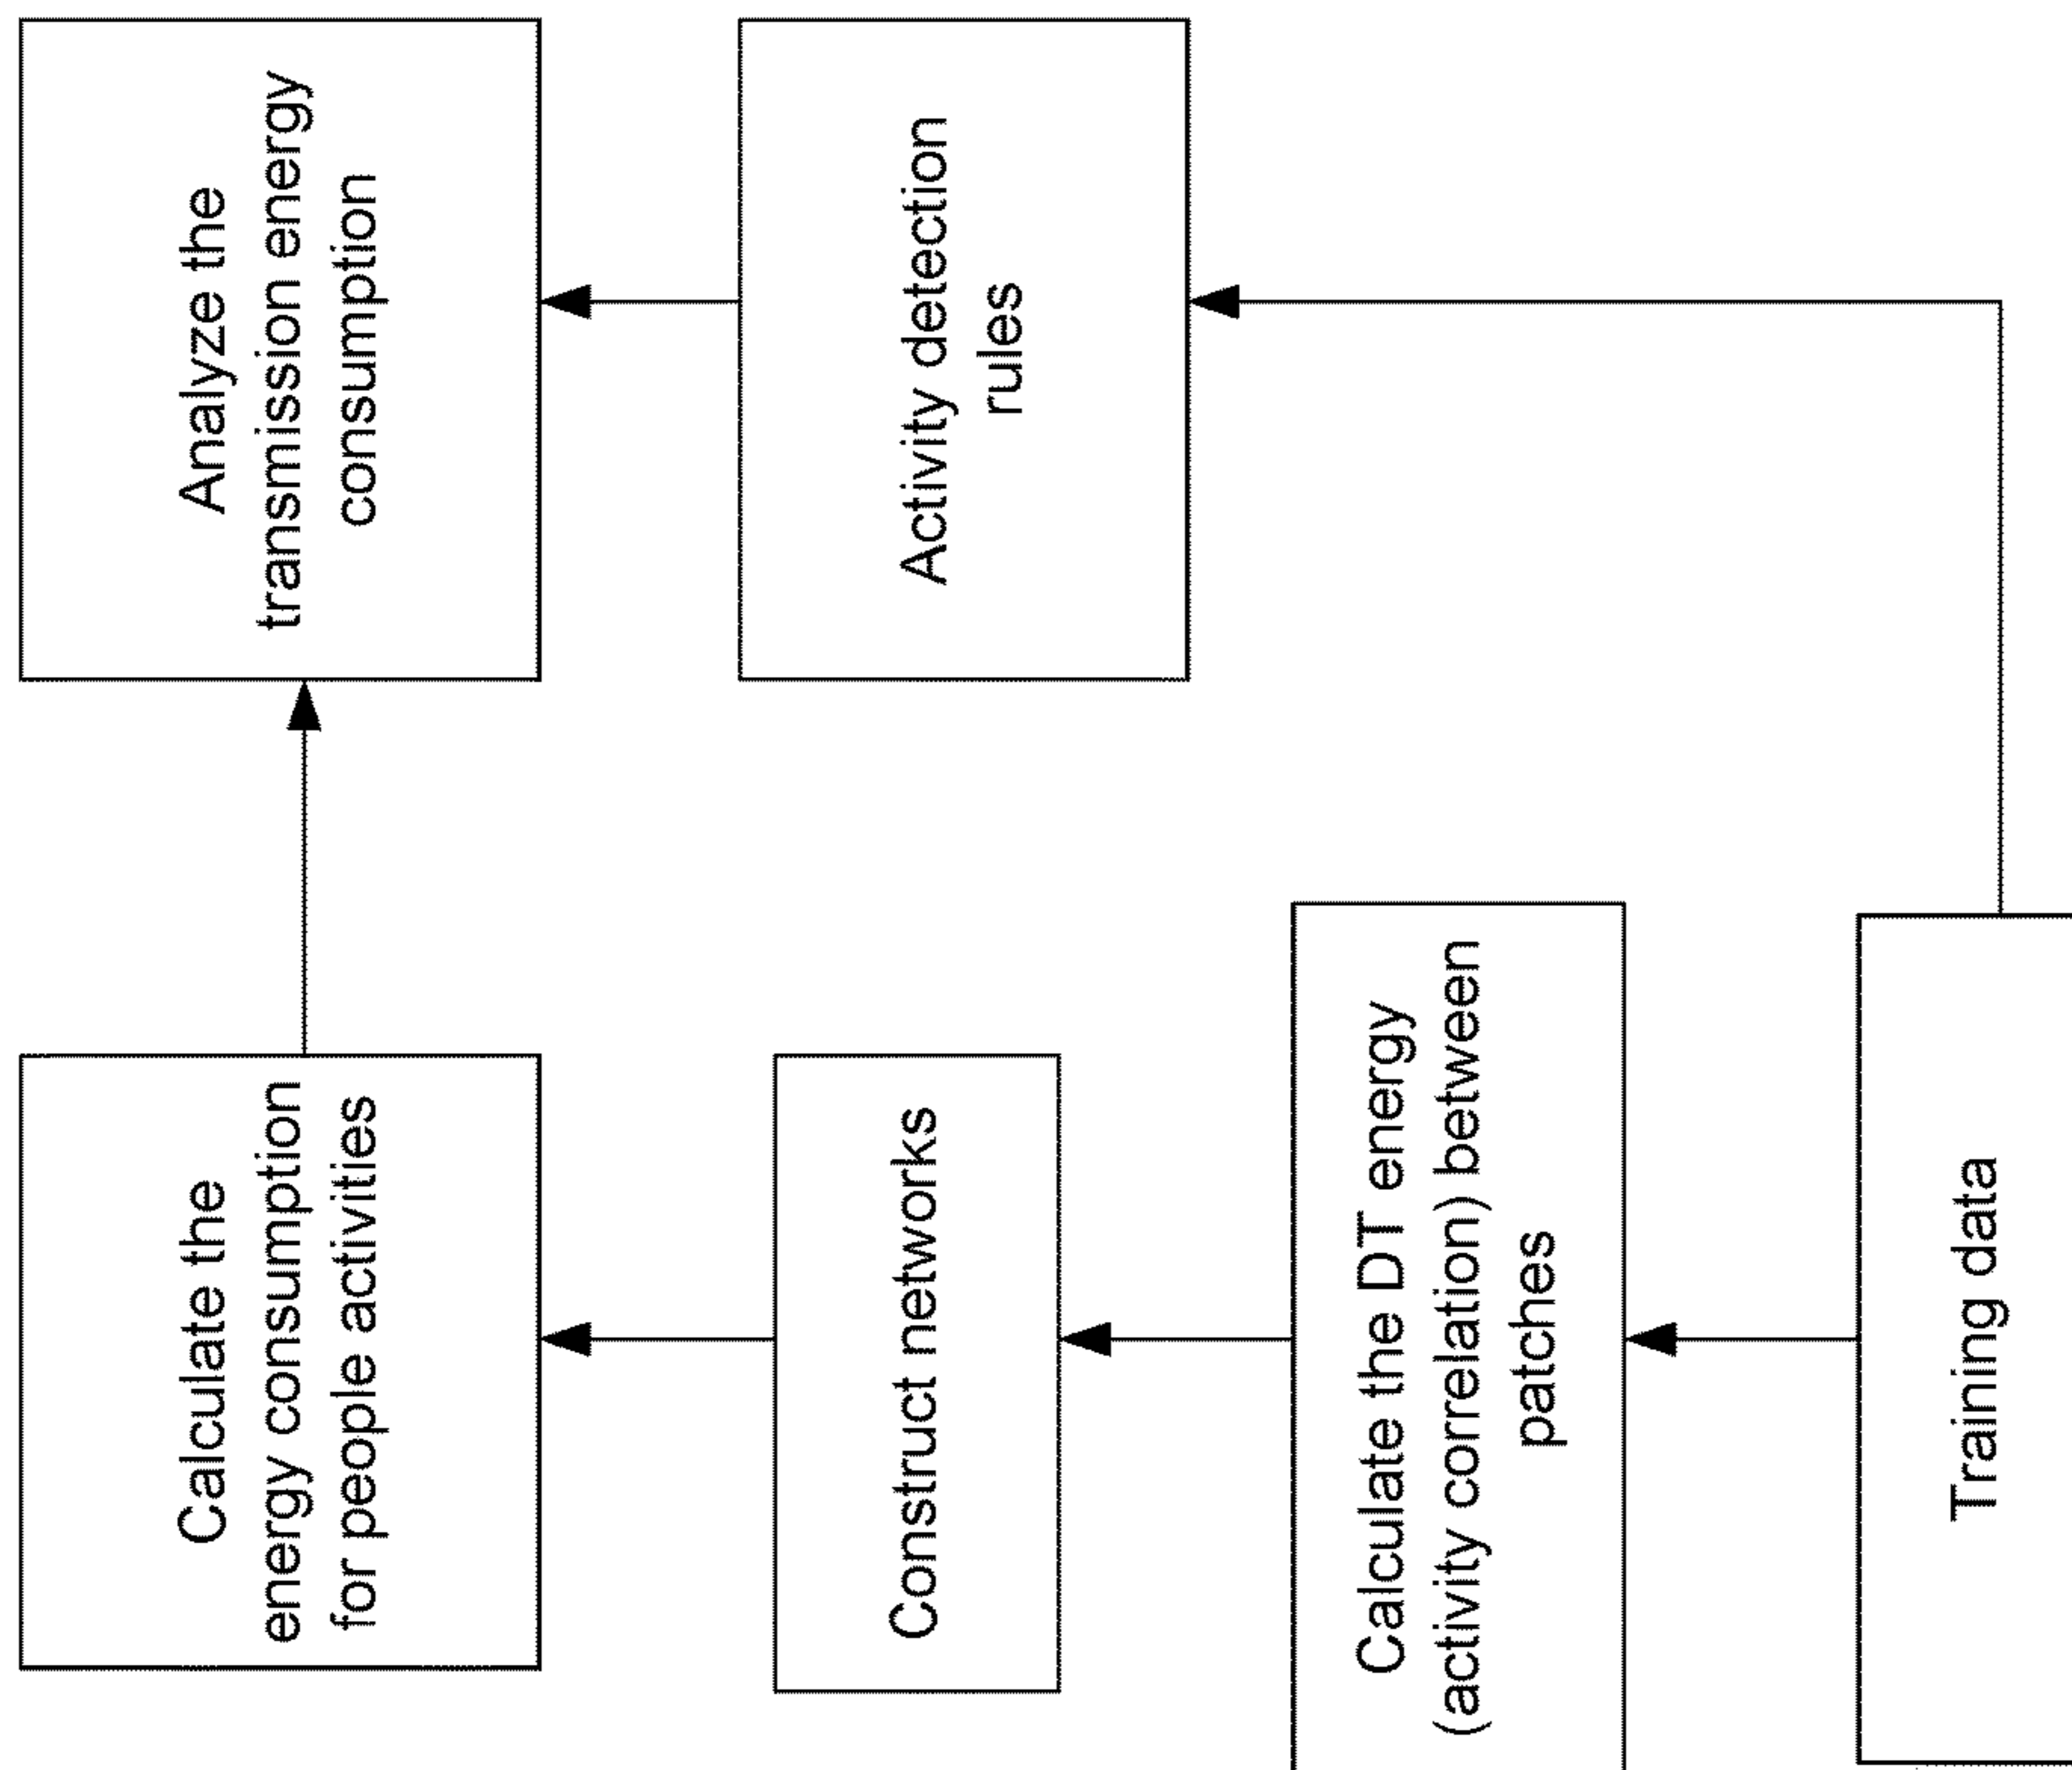 Calculate the
energy consumption
for people activities
Analyze the
transmission energy
consumption
Construct networks
Activity detection
rules
Calculate the DT energy
(activity correlation) between
patches
Training data